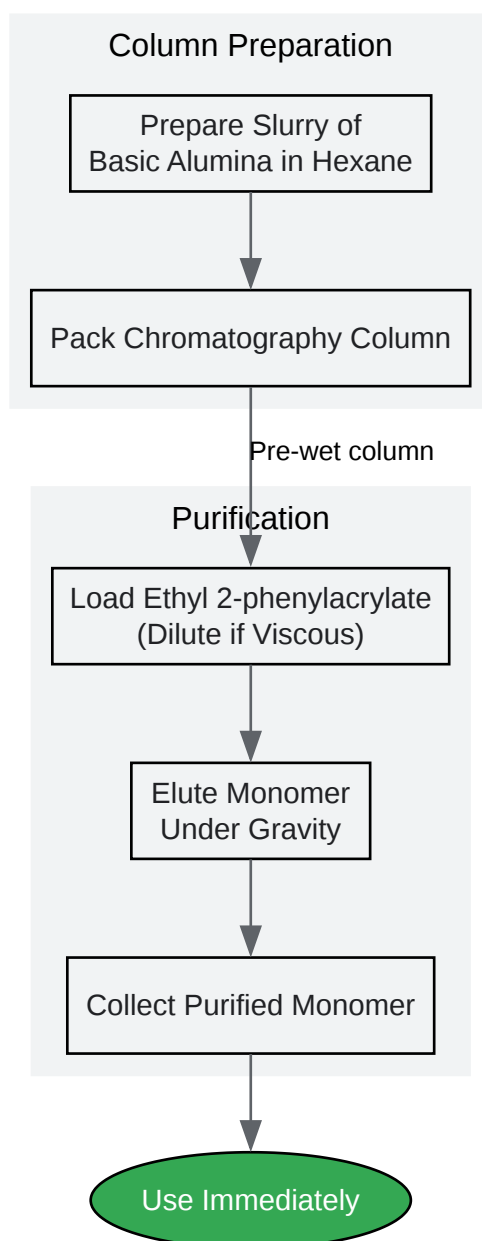 Column Preparation
Prepare Slurry of
Basic Alumina in Hexane
Pack Chromatography Column
Pre-wet column
Purification
Load Ethyl 2-phenylacrylate
(Dilute if Viscous)
Elute Monomer
Under Gravity
Collect Purified Monomer
Use Immediately